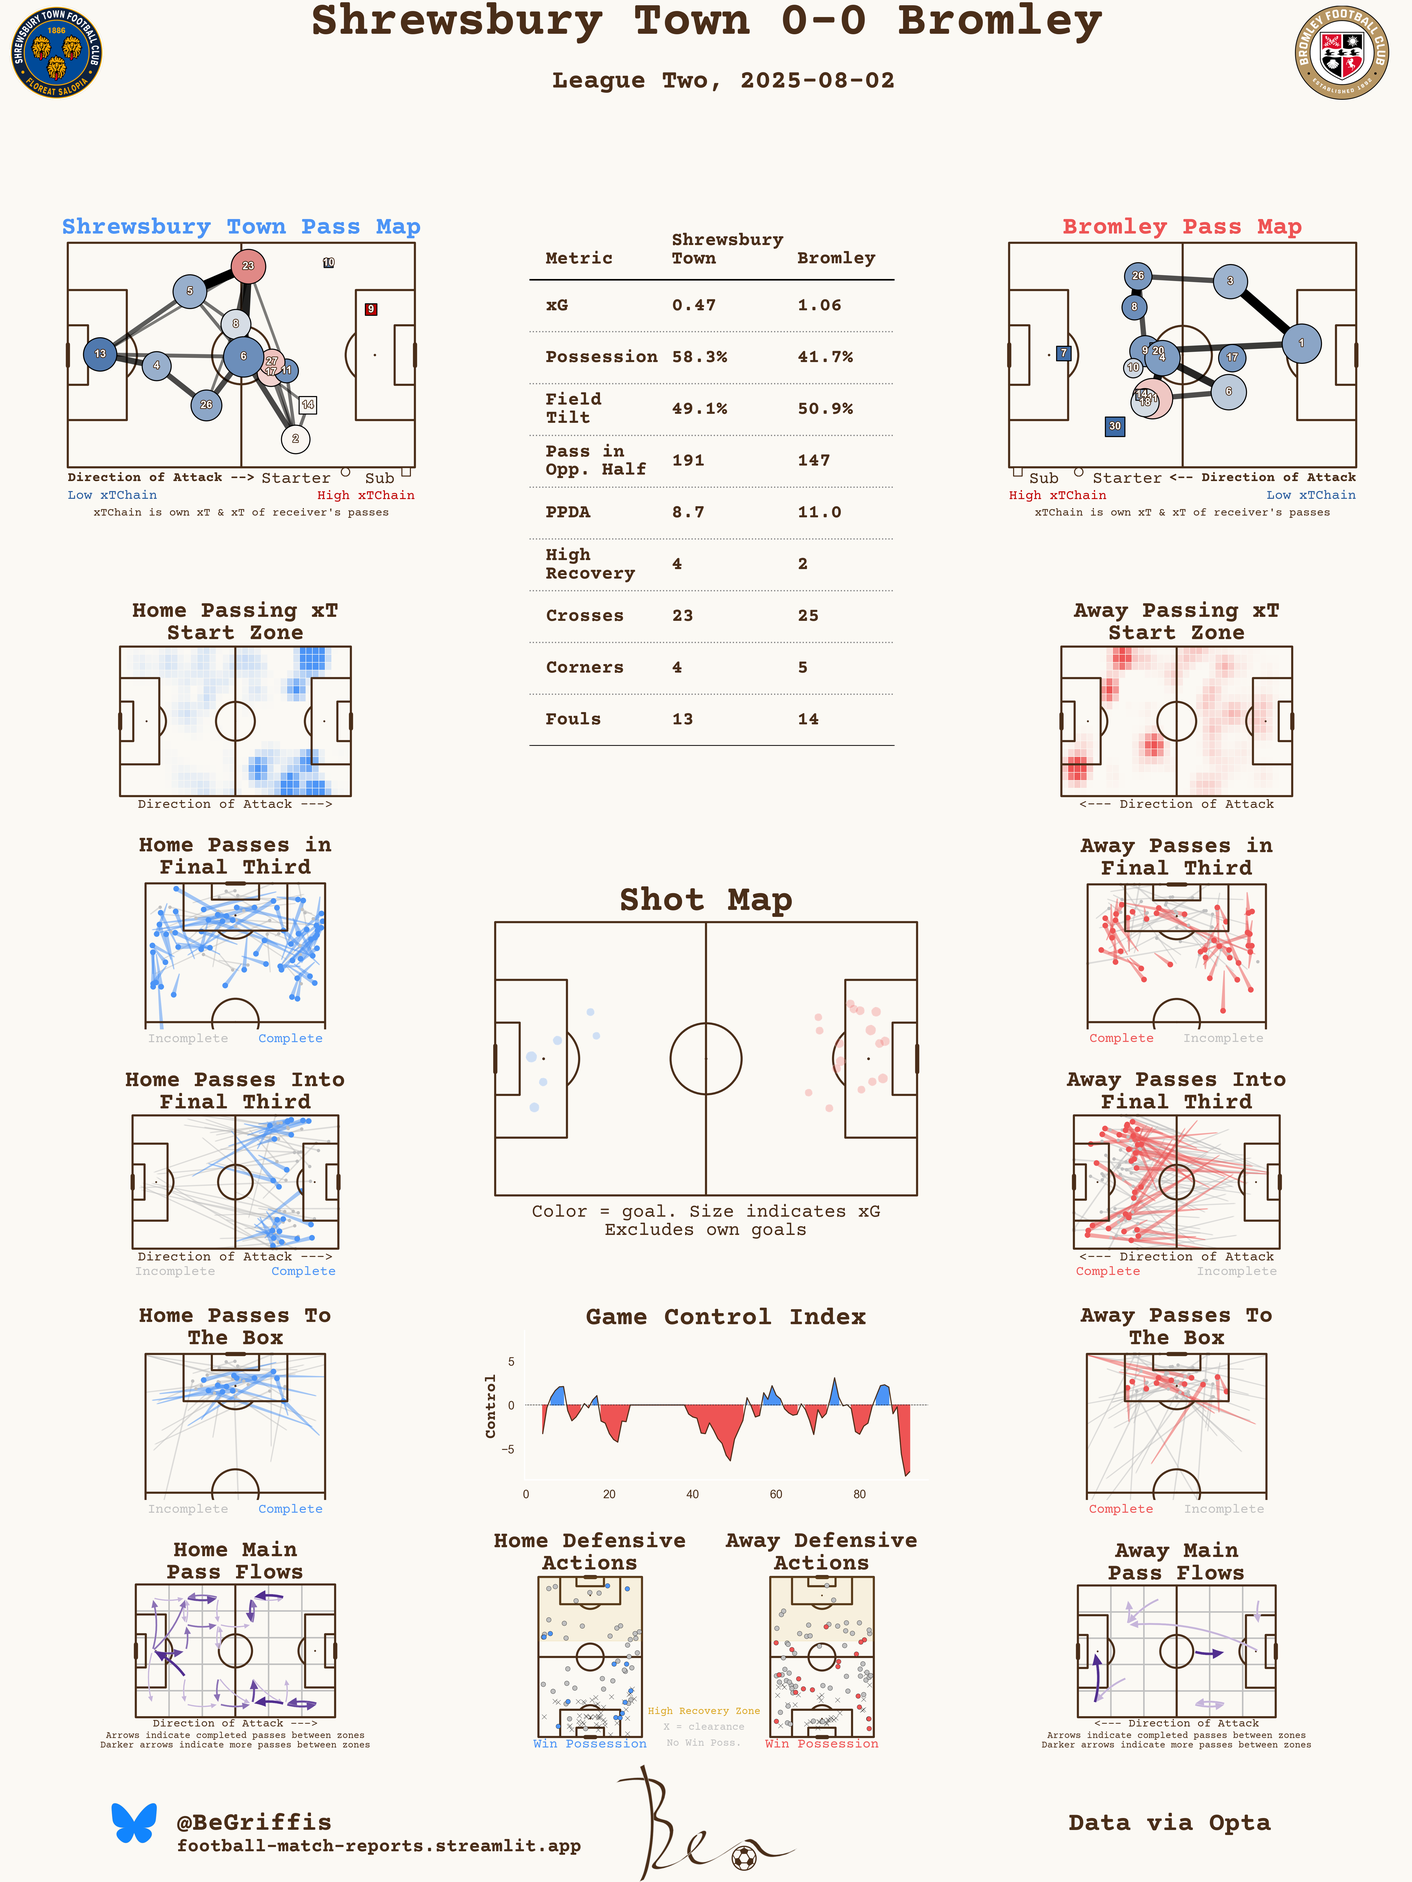 Shrewsbury Town 0-0 Bromley
League Two, 2025-08-02
SHREWSBURY TOWN FOOTBALL CLUB
1886
FLOREAT SALOPIA
BROMLEY FOOTBALL CLUB
ESTABLISHED 1892
Shrewsbury Town Pass Map
10
23
5
9
8
13
6
4
27
17
11
26
14
2
Direction of Attack --> Starter Sub
Low xTChain High xTChain
xTChain is own xT & xT of receiver's passes
Metric Shrewsbury Town Bromley
xG 0.47 1.06
Possession 58.3% 41.7%
Field Tilt 49.1% 50.9%
Pass in Opp. Half 191 147
PPDA 8.7 11.0
High Recovery 4 2
Crosses 23 25
Corners 4 5
Fouls 13 14
Bromley Pass Map
26
3
8
1
7
9
20
4
17
10
6
14
11
18
30
Sub Starter <-- Direction of Attack
High xTChain Low xTChain
xTChain is own xT & xT of receiver's passes
Home Passing xT
Start Zone
Direction of Attack --->
Away Passing xT
Start Zone
<--- Direction of Attack
Home Passes in
Final Third
Incomplete Complete
Away Passes in
Final Third
Complete Incomplete
Shot Map
Color = goal. Size indicates xG
Excludes own goals
Home Passes Into
Final Third
Direction of Attack --->
Incomplete Complete
Away Passes Into
Final Third
<--- Direction of Attack
Complete Incomplete
Home Passes To
The Box
Incomplete Complete
Game Control Index
Control
5
0
−5
0 20 40 60 80
Away Passes To
The Box
Complete Incomplete
Home Main
Pass Flows
Direction of Attack --->
Arrows indicate completed passes between zones
Darker arrows indicate more passes between zones
Home Defensive
Actions
Win Possession
High Recovery Zone
X = clearance
No Win Poss.
Away Defensive
Actions
Win Possession
Away Main
Pass Flows
<--- Direction of Attack
Arrows indicate completed passes between zones
Darker arrows indicate more passes between zones
@BeGriffis
football-match-reports.streamlit.app
Ben
Data via Opta